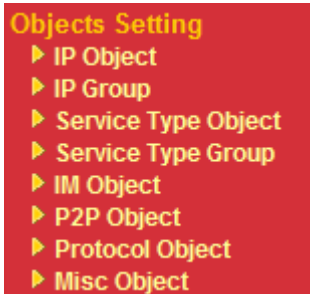 Objects Setting
IP Object
IP Group
Service Type Object
Service Type Group
IM Object
P2P Object
Protocol Object
Misc Object